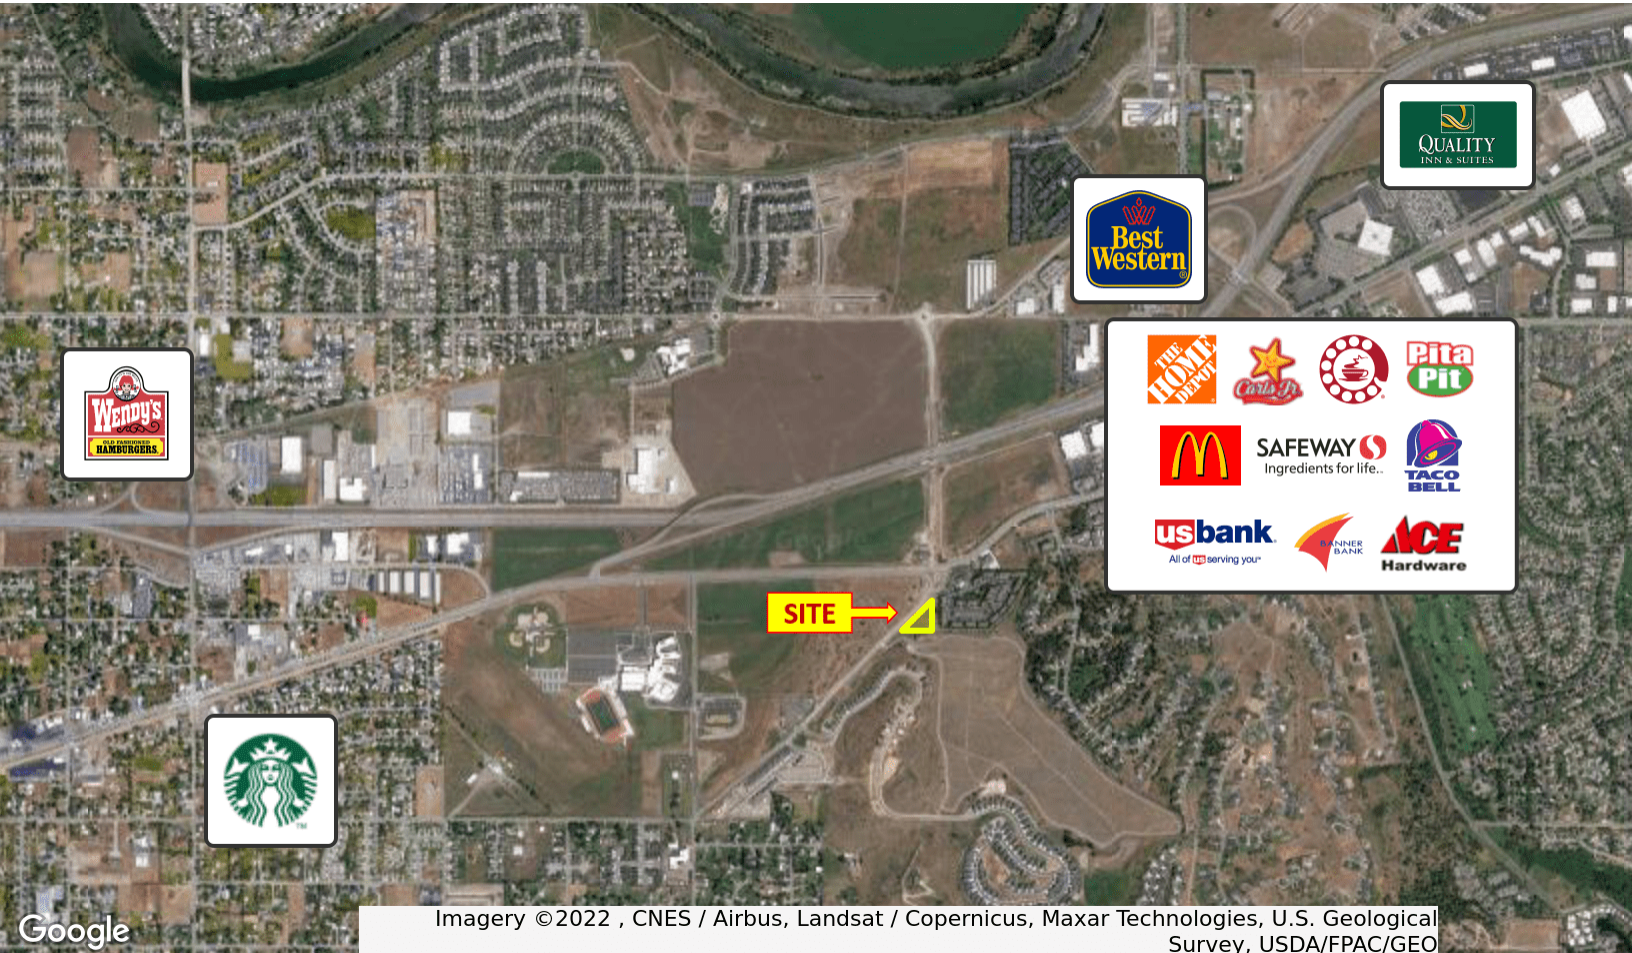 QUALITY
INN & SUITES
Best
Western
®
WENDY'S
OLD FASHIONED
HAMBURGERS.
THE
HOME
DEPOT
Carl's Jr.
Pita
Pit
M
SAFEWAY
Ingredients for life..
TACO
BELL
usbank.
All of us serving you™
BANNER
BANK
ACE
Hardware
SITE
TM
Google
Imagery ©2022 , CNES / Airbus, Landsat / Copernicus, Maxar Technologies, U.S. Geological
Survey, USDA/FPAC/GEO